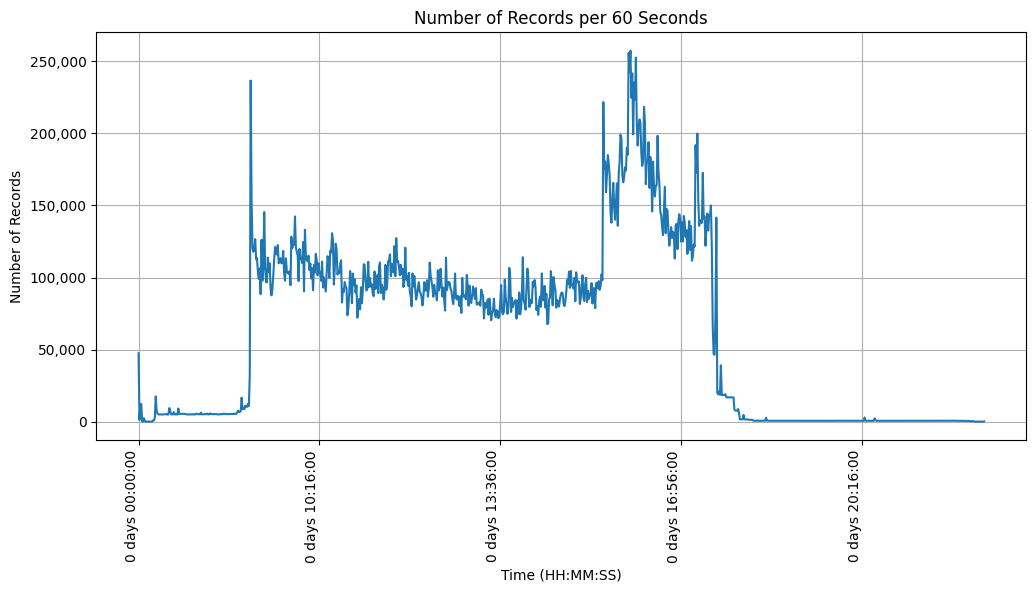 Number of Records per 60 Seconds
Number of Records
250,000
200,000
150,000
100,000
50,000
0
0 days 00:00:00
0 days 10:16:00
0 days 13:36:00
0 days 16:56:00
0 days 20:16:00
Time (HH:MM:SS)